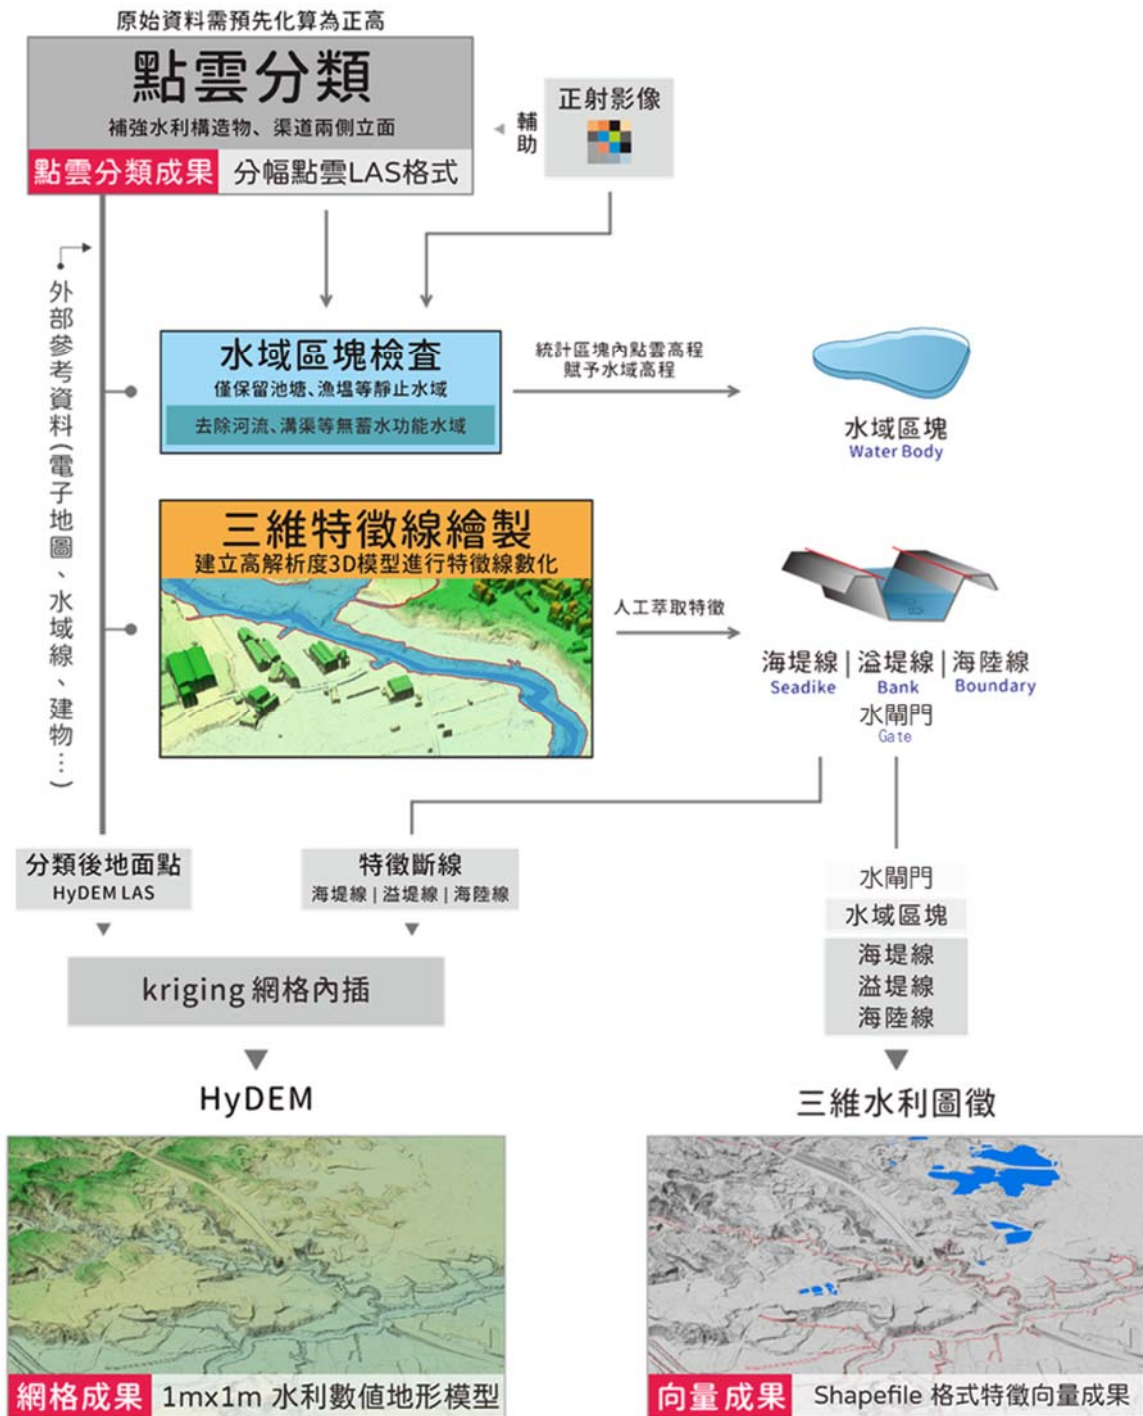 原始資料需預先化算為正高
點雲分類
補強水利構造物、渠道兩側立面
點雲分類成果 分幅點雲LAS格式
正射影像
輔助
外部參考資料(電子地圖、水域線、建物…)
水域區塊檢查
僅保留池塘、漁塭等靜止水域
去除河流、溝渠等無蓄水功能水域
統計區塊內點雲高程
賦予水域高程
水域區塊
Water Body
三維特徵線繪製
建立高解析度3D模型進行特徵線數化
人工萃取特徵
海堤線|溢堤線|海陸線
Seadike Bank Boundary
水閘門
Gate
分類後地面點
HyDEM LAS
特徵斷線
海堤線|溢堤線|海陸線
水閘門
水域區塊
海堤線
溢堤線
海陸線
kriging 網格內插
HyDEM
三維水利圖徵
網格成果 1mx1m 水利數值地形模型
向量成果 Shapefile 格式特徵向量成果